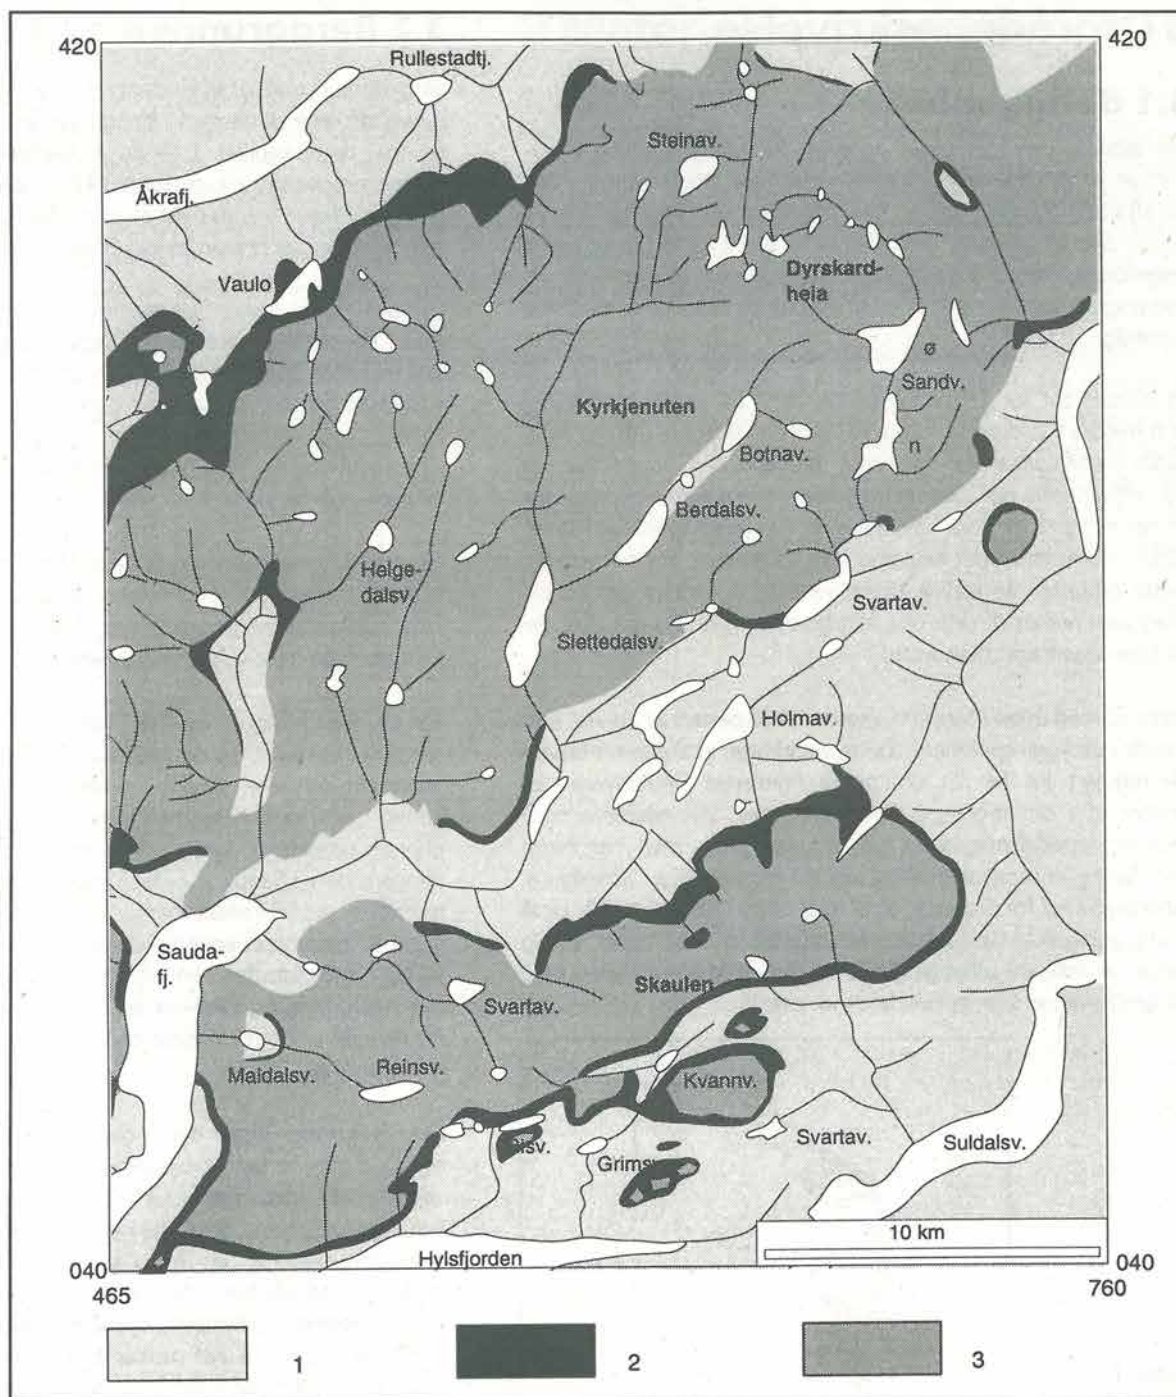 420
420
Rullestadtj.
Steinav.
Åkrafj.
Vaulo
Dyrskard-
heia
ø
Sandv.
Kyrkjenuten
n
Botnav.
Berdalsv.
Helge-
dalsv.
Svartav.
Slettedalsv.
Holmav.
Sauda-
fj.
Skaulen
Svartav.
Maldalsv.
Reinsv.
Kvannv.
Svartav.
Suldalsv.
10 km
Hylsfjorden
040
040
465
760
1
2
3